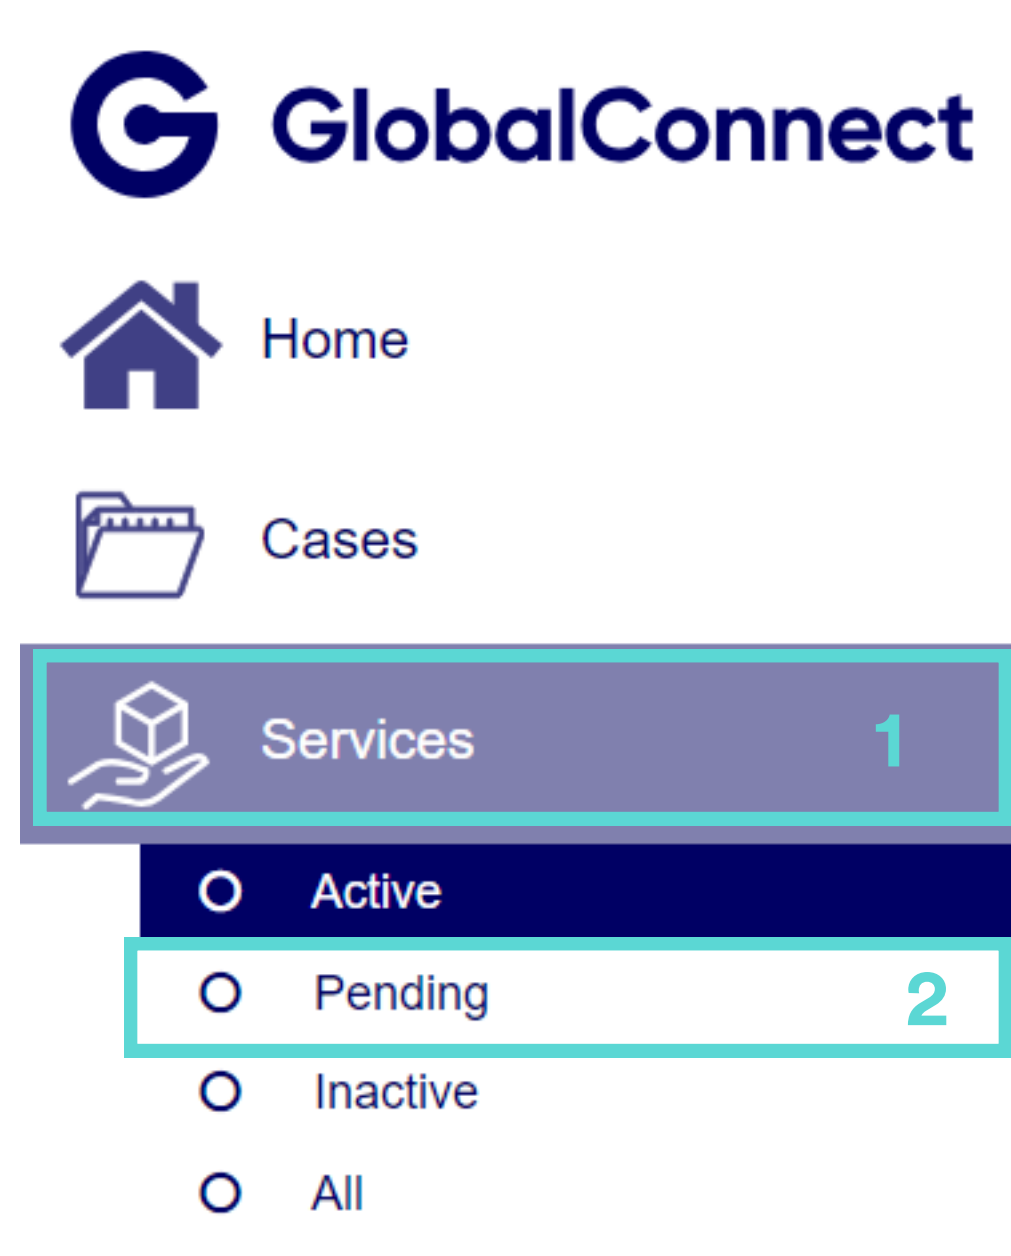 GlobalConnect
Home
Cases
Services 1
Active
Pending 2
Inactive
All